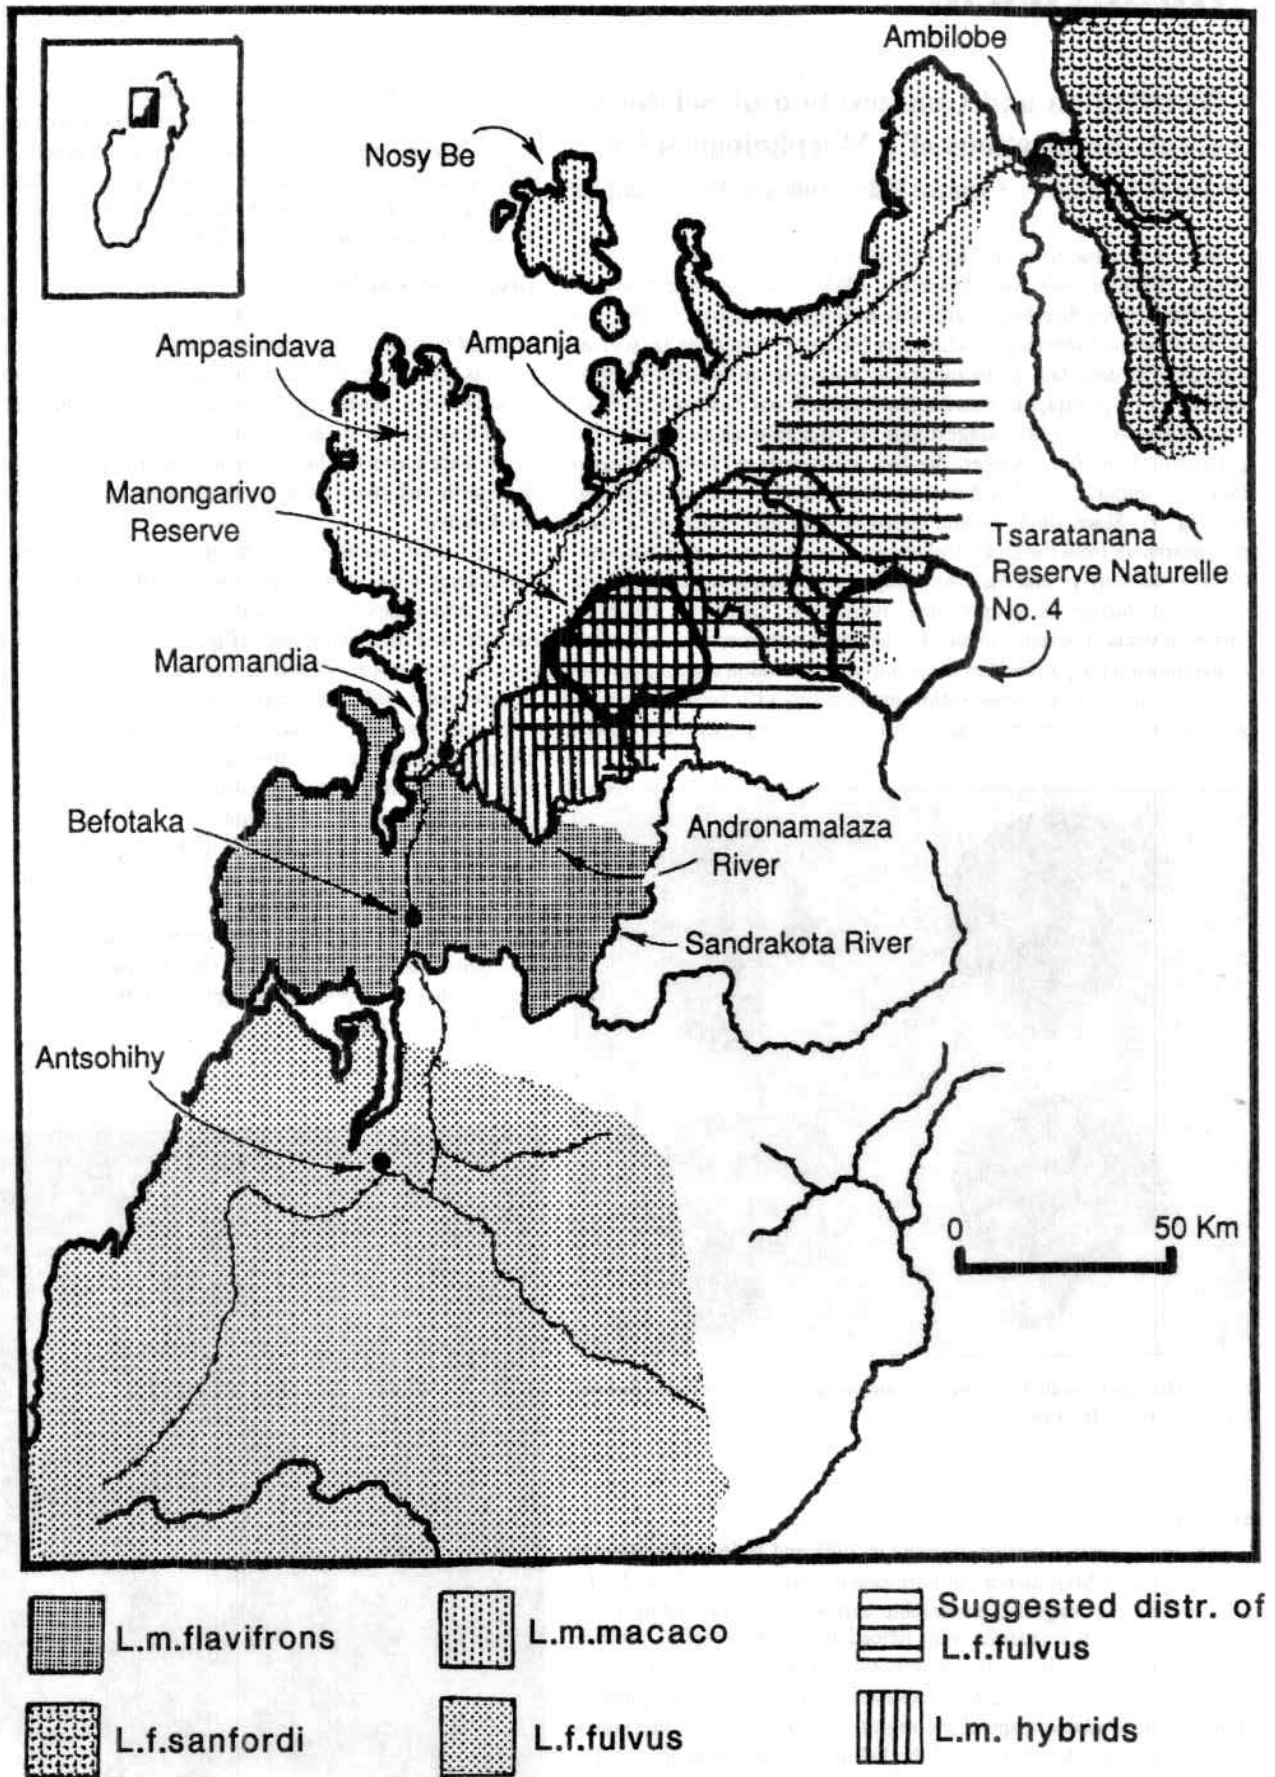 Ambilobe
Nosy Be
Ampasindava
Ampanja
Manongarivo
Reserve
Tsaratanana
Reserve Naturelle
No. 4
Maromandia
Befotaka
Andronamalaza
River
Sandrakota River
Antsohihy
0 50 Km
L.m.flavifrons
L.m.macaco
Suggested distr. of
L.f.fulvus
L.f.sanfordi
L.f.fulvus
L.m. hybrids